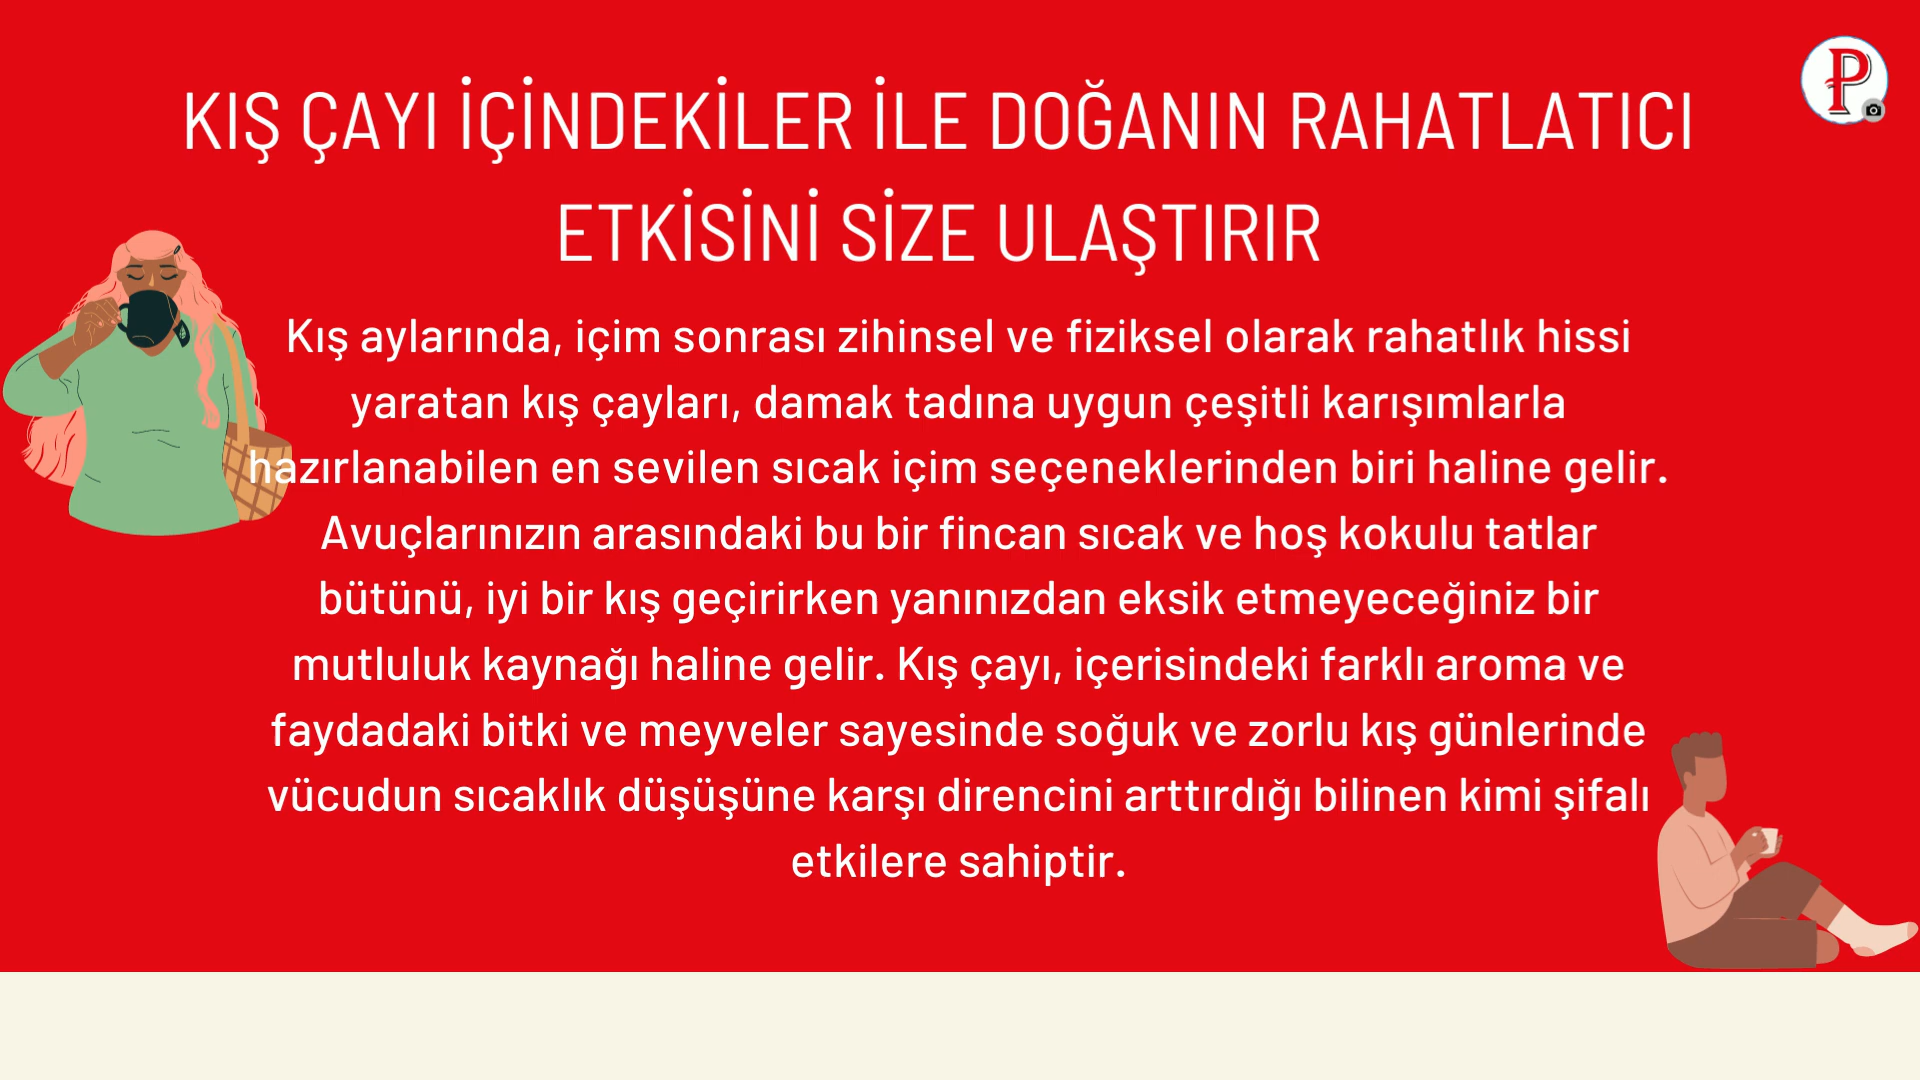 KIŞ ÇAYI İÇİNDEKİLER İLE DOĞANIN RAHATLATICI
ETKİSİNİ SİZE ULAŞTIRIR
P
Kış aylarında, içim sonrası zihinsel ve fiziksel olarak rahatlık hissi
yaratan kış çayları, damak tadına uygun çeşitli karışımlarla
hazırlanabilen en sevilen sıcak içim seçeneklerinden biri haline gelir.
Avuçlarınızın arasındaki bu bir fincan sıcak ve hoş kokulu tatlar
bütünü, iyi bir kış geçirirken yanınızdan eksik etmeyeceğiniz bir
mutluluk kaynağı haline gelir. Kış çayı, içerisindeki farklı aroma ve
faydadaki bitki ve meyveler sayesinde soğuk ve zorlu kış günlerinde
vücudun sıcaklık düşüşüne karşı direncini arttırdığı bilinen kimi şifalı
etkilere sahiptir.